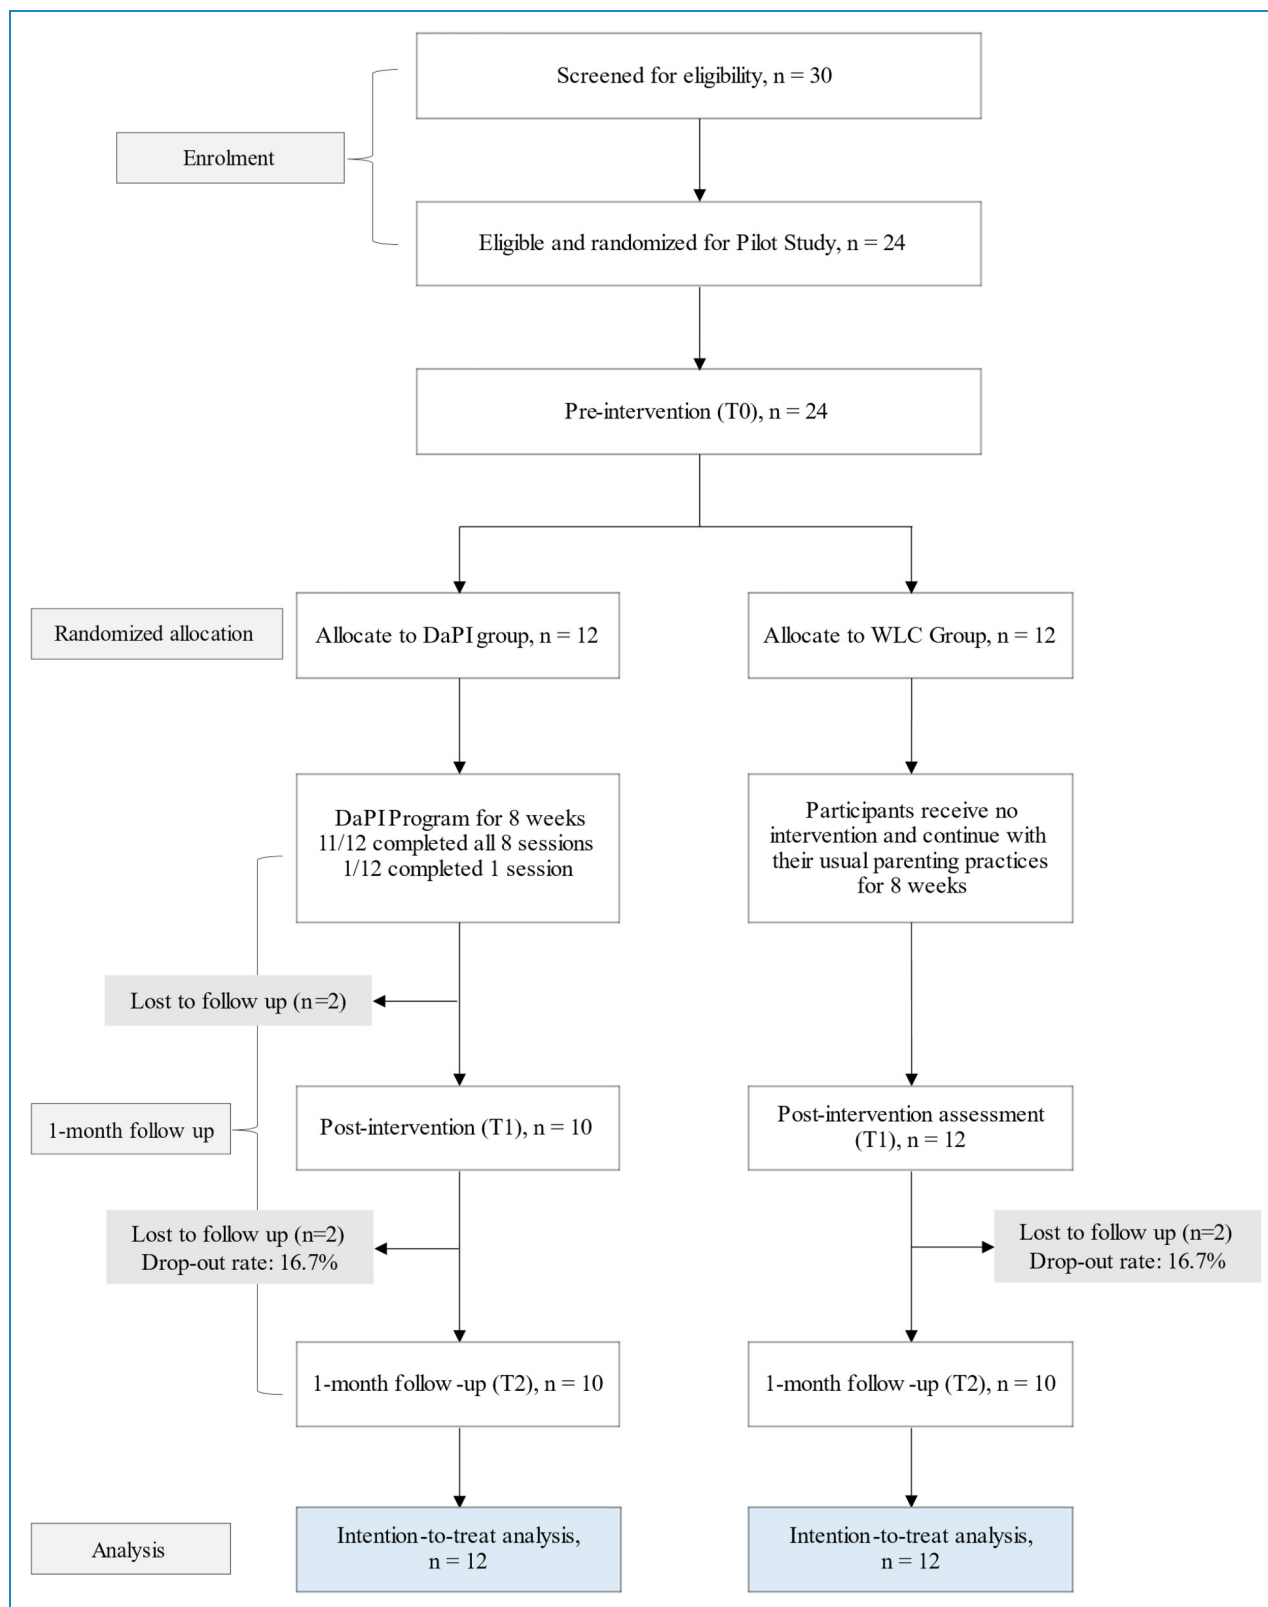 Screened for eligibility, n = 30
Enrolment
Eligible and randomized for Pilot Study, n = 24
Pre-intervention (T0), n = 24
Randomized allocation
Allocate to DaPI group, n = 12
Allocate to WLC Group, n = 12
DaPI Program for 8 weeks
11/12 completed all 8 sessions
1/12 completed 1 session
Participants receive no
intervention and continue with
their usual parenting practices
for 8 weeks
Lost to follow up (n=2)
1-month follow up
Post-intervention (T1), n = 10
Post-intervention assessment
(T1), n = 12
Lost to follow up (n=2)
Drop-out rate: 16.7%
Lost to follow up (n=2)
Drop-out rate: 16.7%
1-month follow-up (T2), n = 10
1-month follow-up (T2), n = 10
Analysis
Intention-to-treat analysis,
n = 12
Intention-to-treat analysis,
n = 12